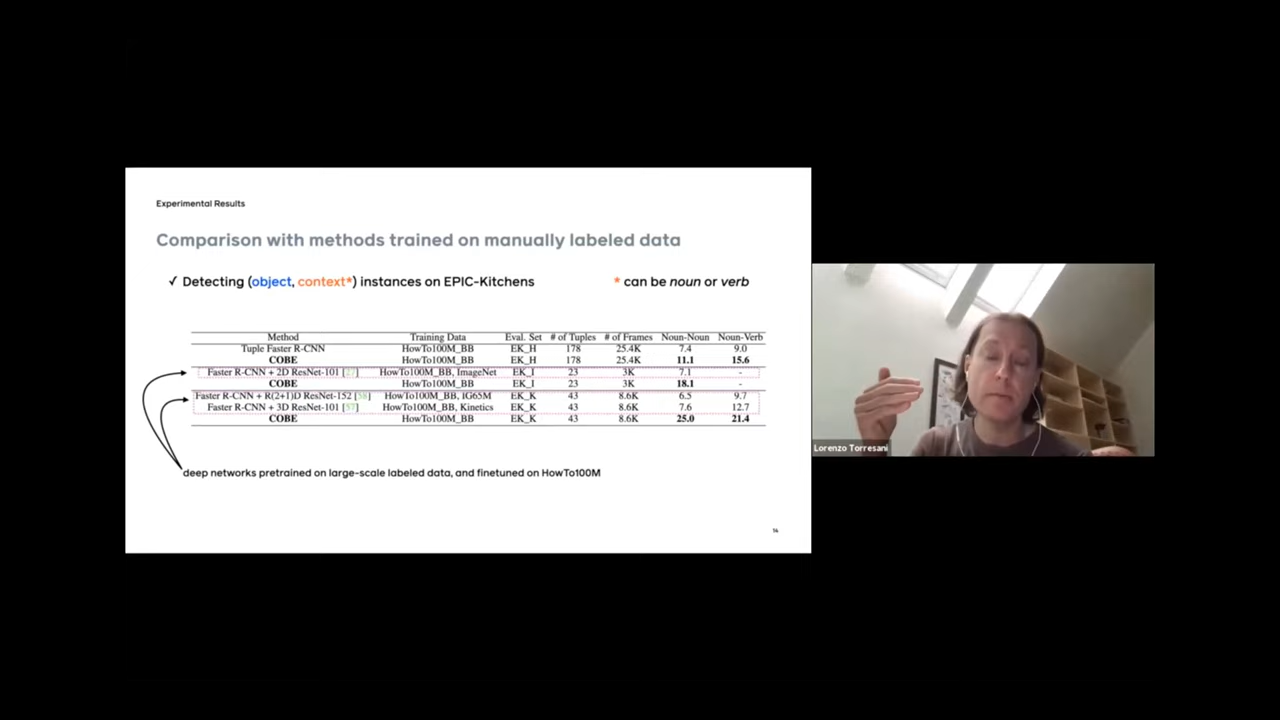 Experimental Results
Comparison with methods trained on manually labeled data
✓ Detecting (object, context*) instances on EPIC-Kitchens
* can be noun or verb
Method Training Data Eval. Set # of Tuples # of Frames Noun-Noun Noun-Verb
Tuple Faster R-CNN HowTo100M_BB EK_H 178 25.4K 7.4 9.0
COBE HowTo100M_BB EK_H 178 25.4K 11.1 15.6
Faster R-CNN + 2D ResNet-101 [27] HowTo100M_BB, ImageNet EK_I 23 3K 7.1 -
COBE HowTo100M_BB EK_I 23 3K 18.1 -
Faster R-CNN + R(2+1)D ResNet-152 [58] HowTo100M_BB, IG65M EK_K 43 8.6K 6.5 9.7
Faster R-CNN + 3D ResNet-101 [57] HowTo100M_BB, Kinetics EK_K 43 8.6K 7.6 12.7
COBE HowTo100M_BB EK_K 43 8.6K 25.0 21.4
deep networks pretrained on large-scale labeled data, and finetuned on HowTo100M
14
Lorenzo Torresani